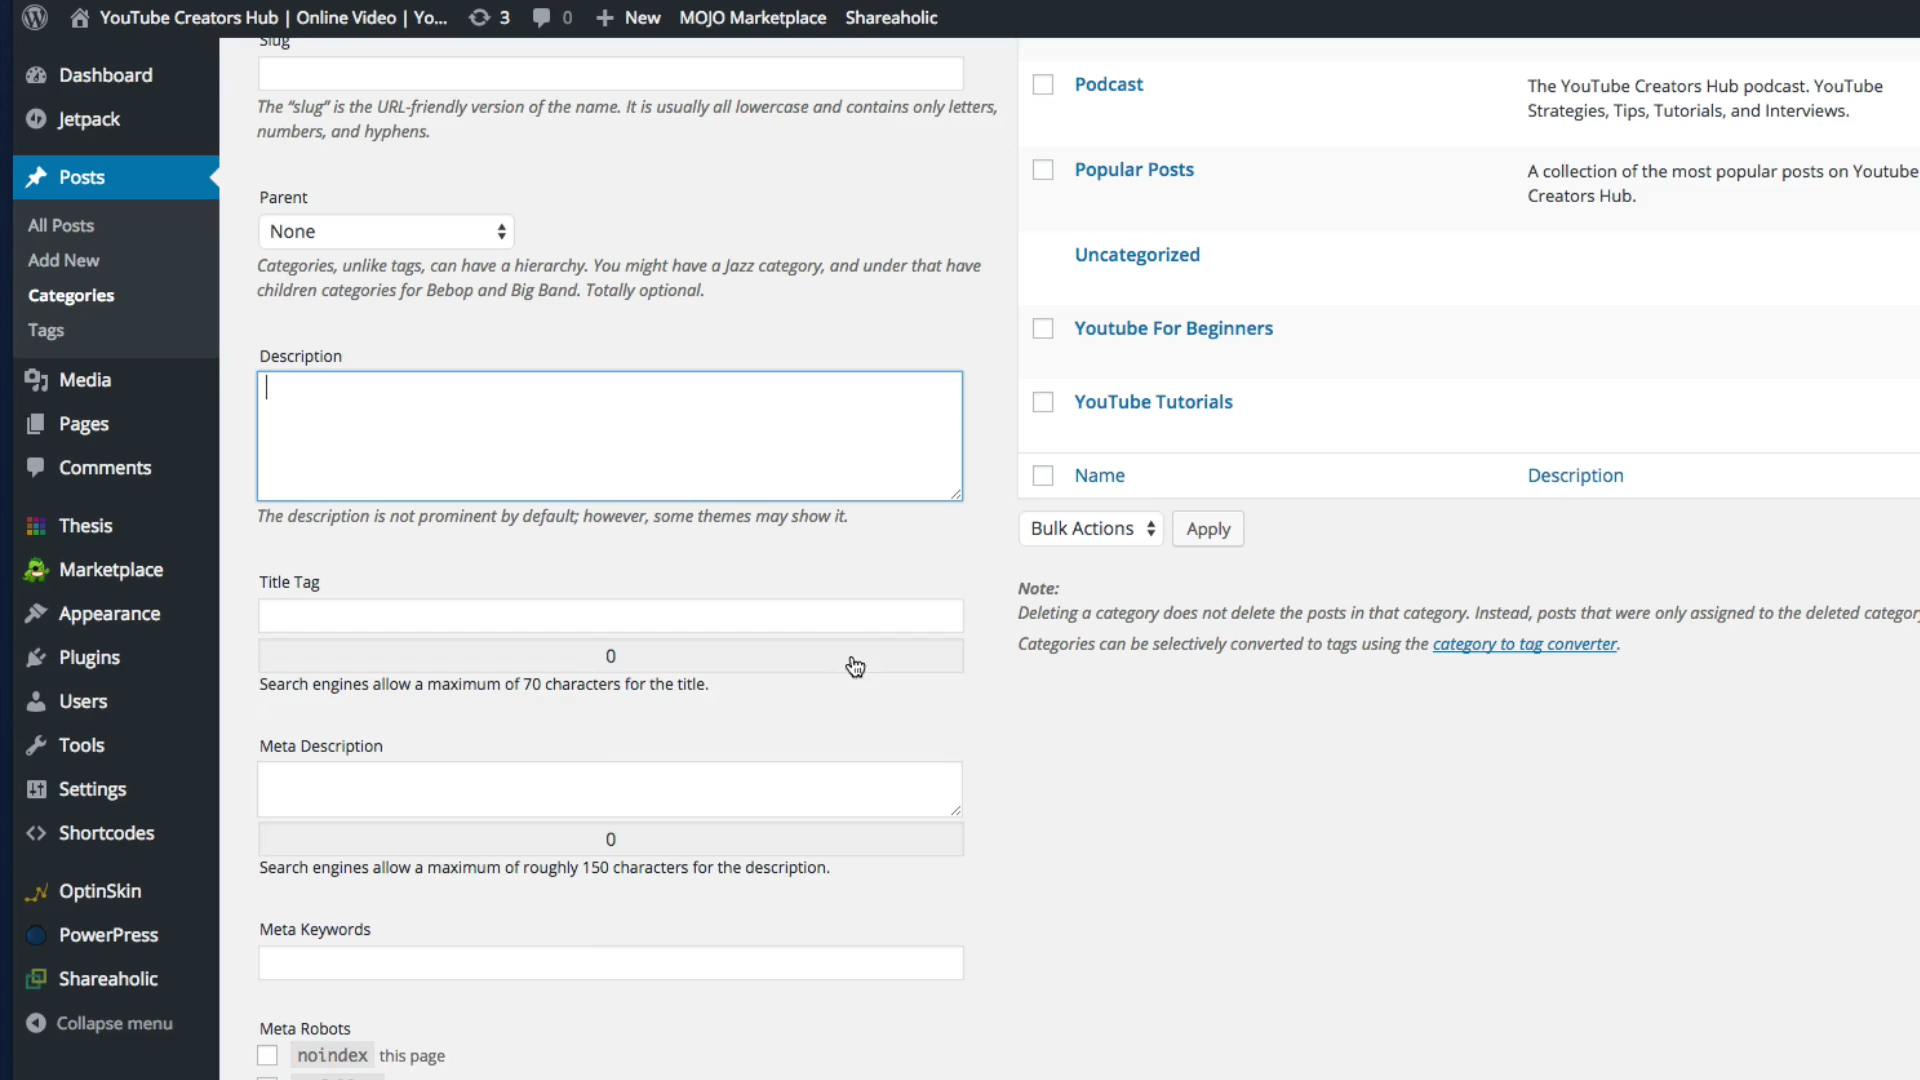 YouTube Creators Hub | Online Video | Yo... 3 0 New MOJO Marketplace Shareaholic
Dashboard
Jetpack
Posts
All Posts
Add New
Categories
Tags
Media
Pages
Comments
Thesis
Marketplace
Appearance
Plugins
Users
Tools
Settings
Shortcodes
OptinSkin
PowerPress
Shareaholic
Collapse menu
Slug
The “slug” is the URL-friendly version of the name. It is usually all lowercase and contains only letters,
numbers, and hyphens.
Parent
None
Categories, unlike tags, can have a hierarchy. You might have a Jazz category, and under that have
children categories for Bebop and Big Band. Totally optional.
Description
The description is not prominent by default; however, some themes may show it.
Title Tag
0
Search engines allow a maximum of 70 characters for the title.
Meta Description
0
Search engines allow a maximum of roughly 150 characters for the description.
Meta Keywords
Meta Robots
noindex this page
Podcast
The YouTube Creators Hub podcast. YouTube
Strategies, Tips, Tutorials, and Interviews.
Popular Posts
A collection of the most popular posts on Youtube
Creators Hub.
Uncategorized
Youtube For Beginners
YouTube Tutorials
Name Description
Bulk Actions Apply
Note:
Deleting a category does not delete the posts in that category. Instead, posts that were only assigned to the deleted categor
Categories can be selectively converted to tags using the category to tag converter.